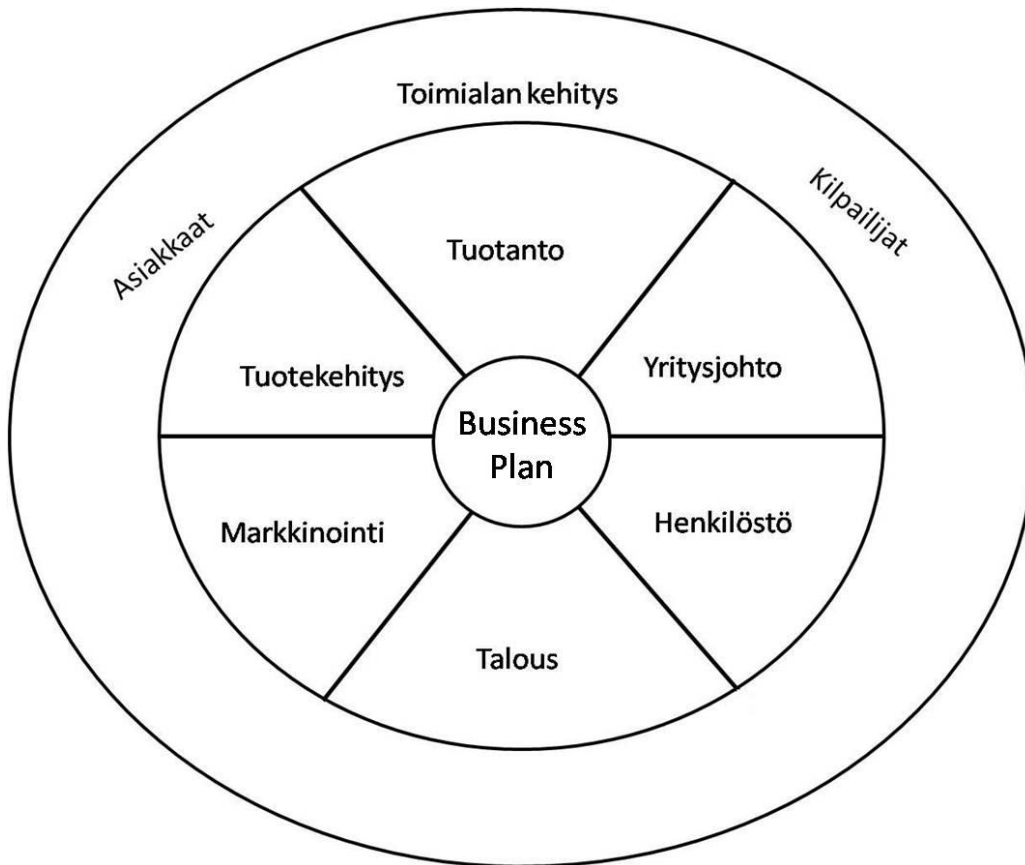 Toimialan kehitys
Asiakkaat
Kilpailijat
Tuotanto
Tuotekehitys
Yritysjohto
Business
Plan
Markkinointi
Henkilöstö
Talous